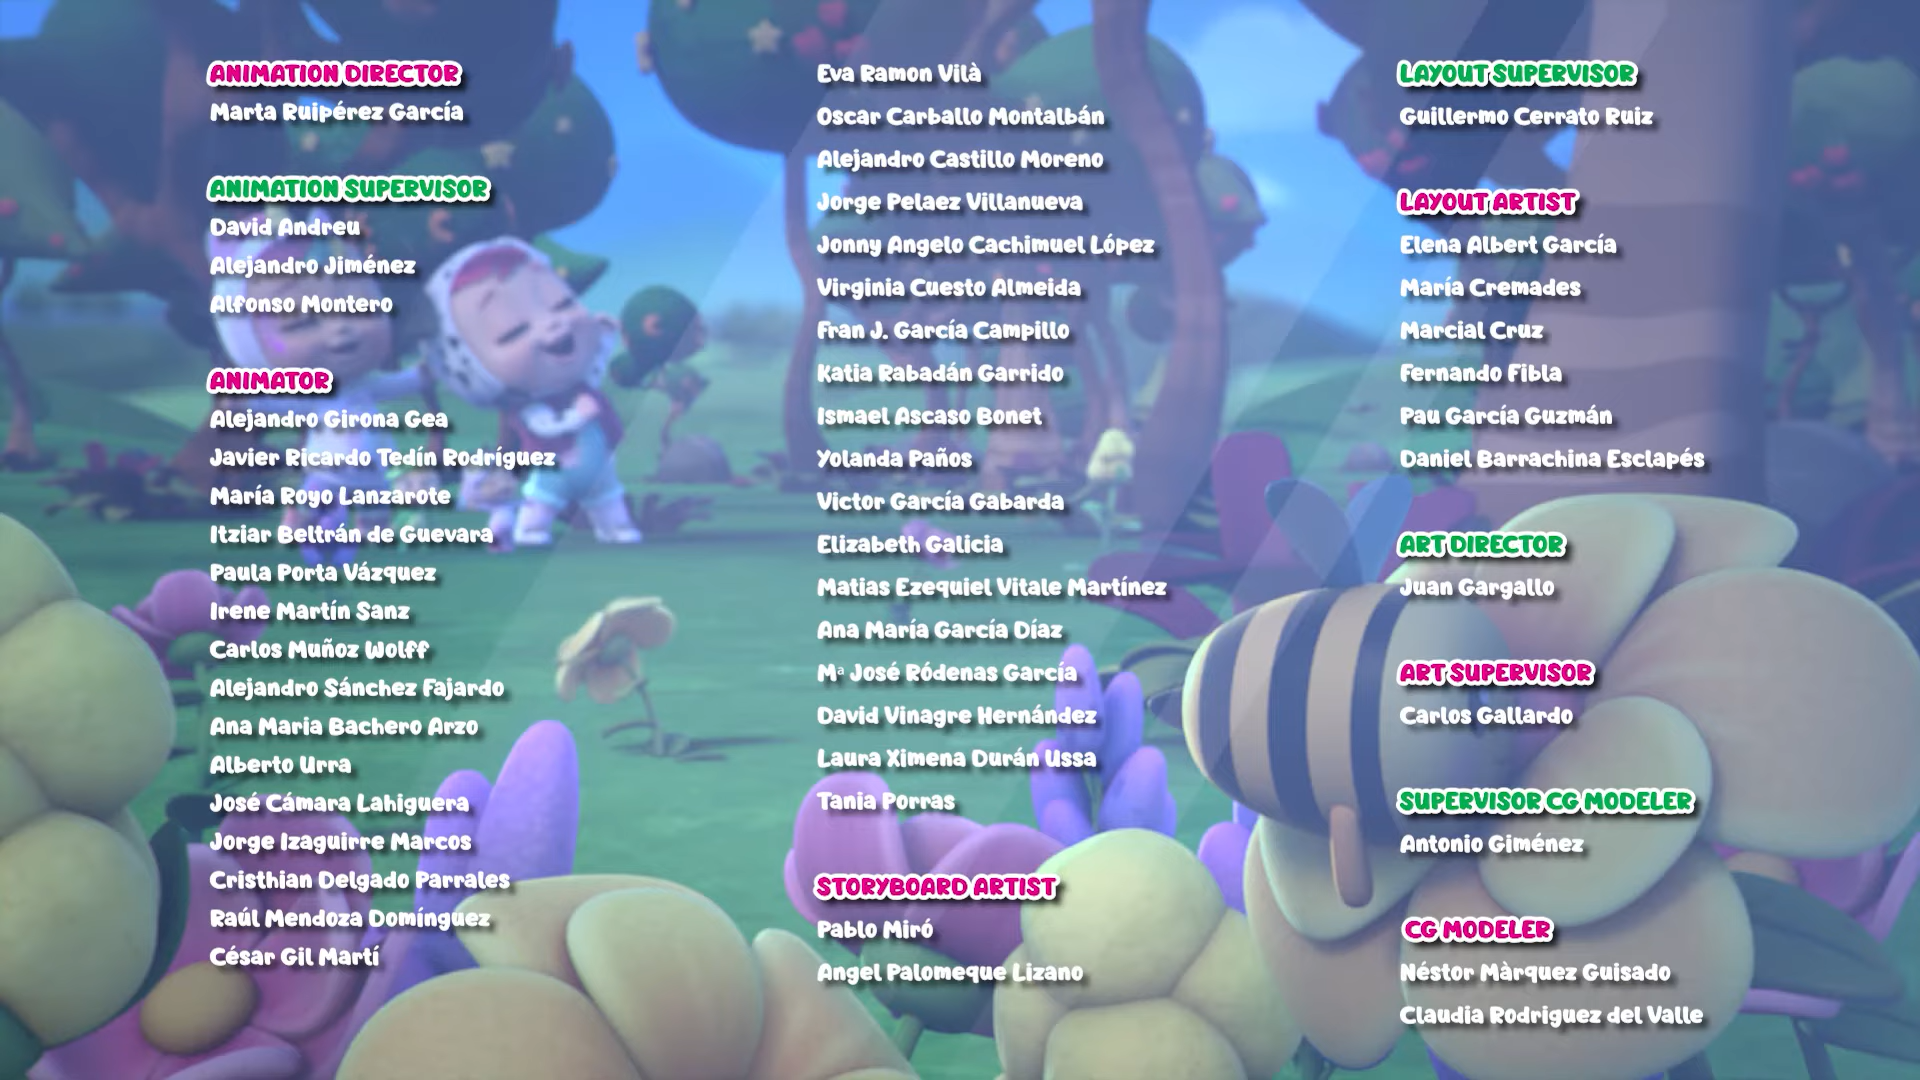 ANIMATION DIRECTOR
Marta Ruipérez García
ANIMATION SUPERVISOR
David Andreu
Alejandro Jiménez
Alfonso Montero
ANIMATOR
Alejandro Girona Gea
Javier Ricardo Tedín Rodríguez
María Royo Lanzarote
Itziar Beltrán de Guevara
Paula Porta Vázquez
Irene Martín Sanz
Carlos Muñoz Wolff
Alejandro Sánchez Fajardo
Ana Maria Bachero Arzo
Alberto Urra
José Cámara Lahiguera
Jorge Izaguirre Marcos
Cristhian Delgado Parrales
Raúl Mendoza Domínguez
César Gil Martí
Eva Ramon Vilà
Oscar Carballo Montalbán
Alejandro Castillo Moreno
Jorge Pelaez Villanueva
Jonny Angelo Cachimuel López
Virginia Cuesto Almeida
Fran J. García Campillo
Katia Rabadán Garrido
Ismael Ascaso Bonet
Yolanda Paños
Victor García Gabarda
Elizabeth Galicia
Matias Ezequiel Vitale Martínez
Ana María García Díaz
Mª José Ródenas García
David Vinagre Hernández
Laura Ximena Durán Ussa
Tania Porras
STORYBOARD ARTIST
Pablo Miró
Angel Palomeque Lizano
LAYOUT SUPERVISOR
Guillermo Cerrato Ruiz
LAYOUT ARTIST
Elena Albert García
María Cremades
Marcial Cruz
Fernando Fibla
Pau García Guzmán
Daniel Barrachina Esclapés
ART DIRECTOR
Juan Gargallo
ART SUPERVISOR
Carlos Gallardo
SUPERVISOR CG MODELER
Antonio Giménez
CG MODELER
Néstor Màrquez Guisado
Claudia Rodriguez del Valle